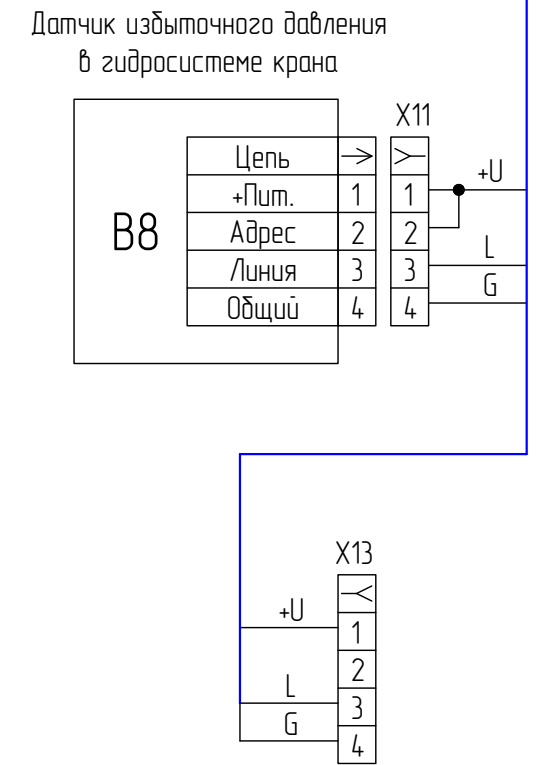 Датчик избыточного давления
в гидросистеме крана
X11
B8
Цепь
+Пит. 1 1 +U
Адрес 2 2
Линия 3 3 L
Общий 4 4 G
X13
+U 1
2
L 3
G 4